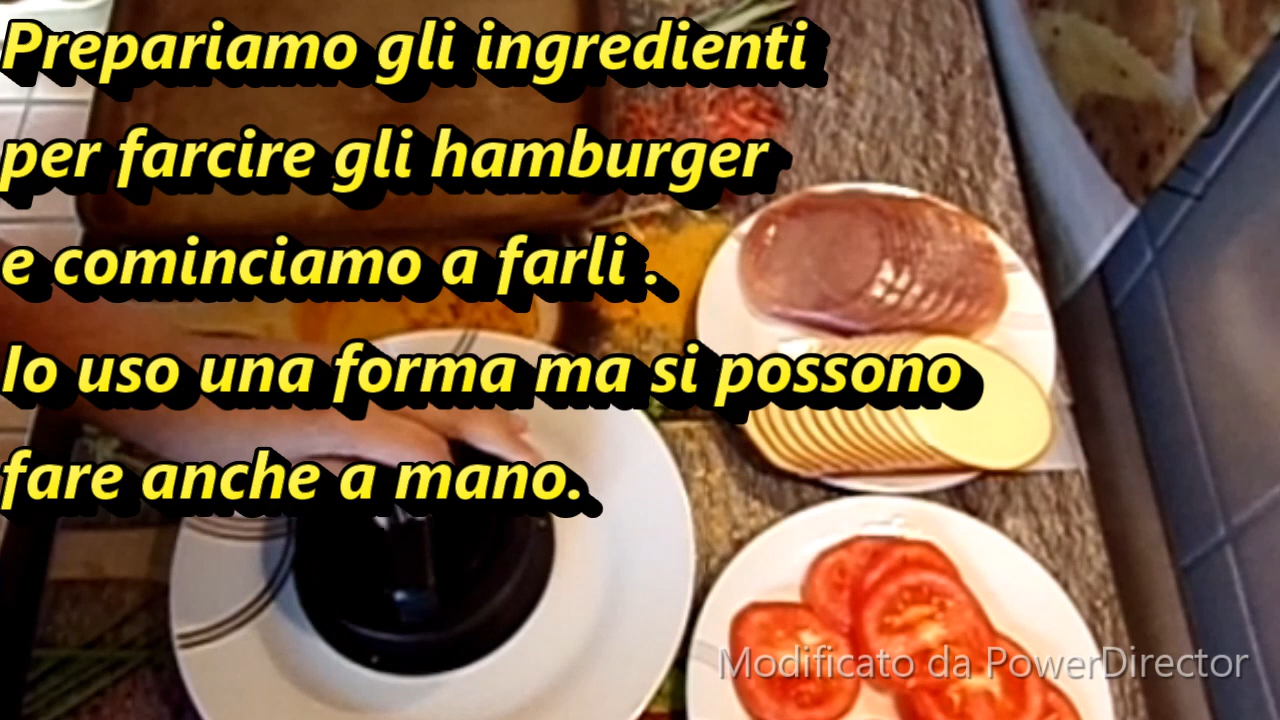 Prepariamo gli ingredienti
per farcire gli hamburger
e cominciamo a farli .
Io uso una forma ma si possono
fare anche a mano.
Modificato da PowerDirector